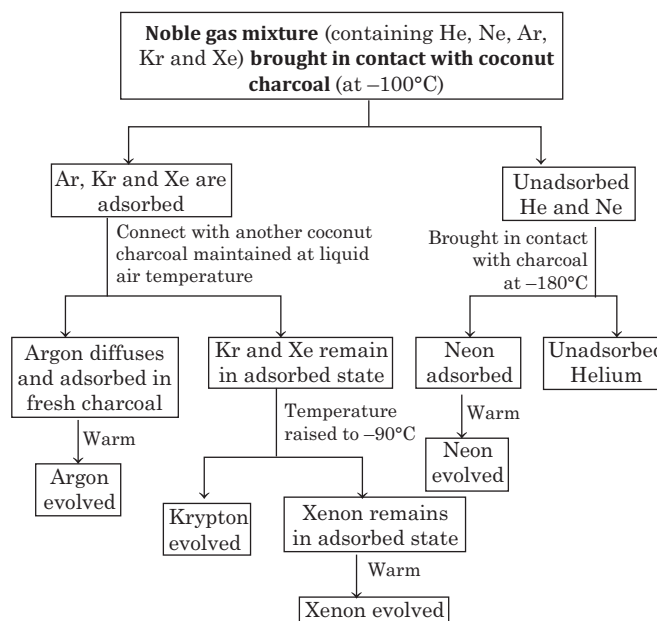 Noble gas mixture (containing He, Ne, Ar,
Kr and Xe) brought in contact with coconut
charcoal (at –100°C)
Ar, Kr and Xe are
adsorbed
Unadsorbed
He and Ne
Connect with another coconut
charcoal maintained at liquid
air temperature
Brought in contact
with charcoal
at –180°C
Argon diffuses
and adsorbed in
fresh charcoal
Kr and Xe remain
in adsorbed state
Neon
adsorbed
Unadsorbed
Helium
Warm
Temperature
raised to –90°C
Warm
Argon
evolved
Neon
evolved
Krypton
evolved
Xenon remains
in adsorbed state
Warm
Xenon evolved